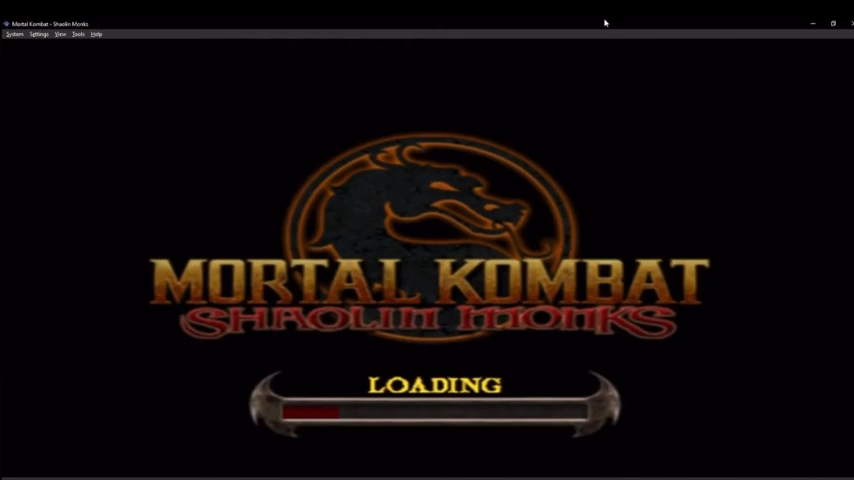 Mortal Kombat - Shaolin Monks
System Settings View Tools Help
MORTAL KOMBAT
SHAOLIN MONKS
LOADING